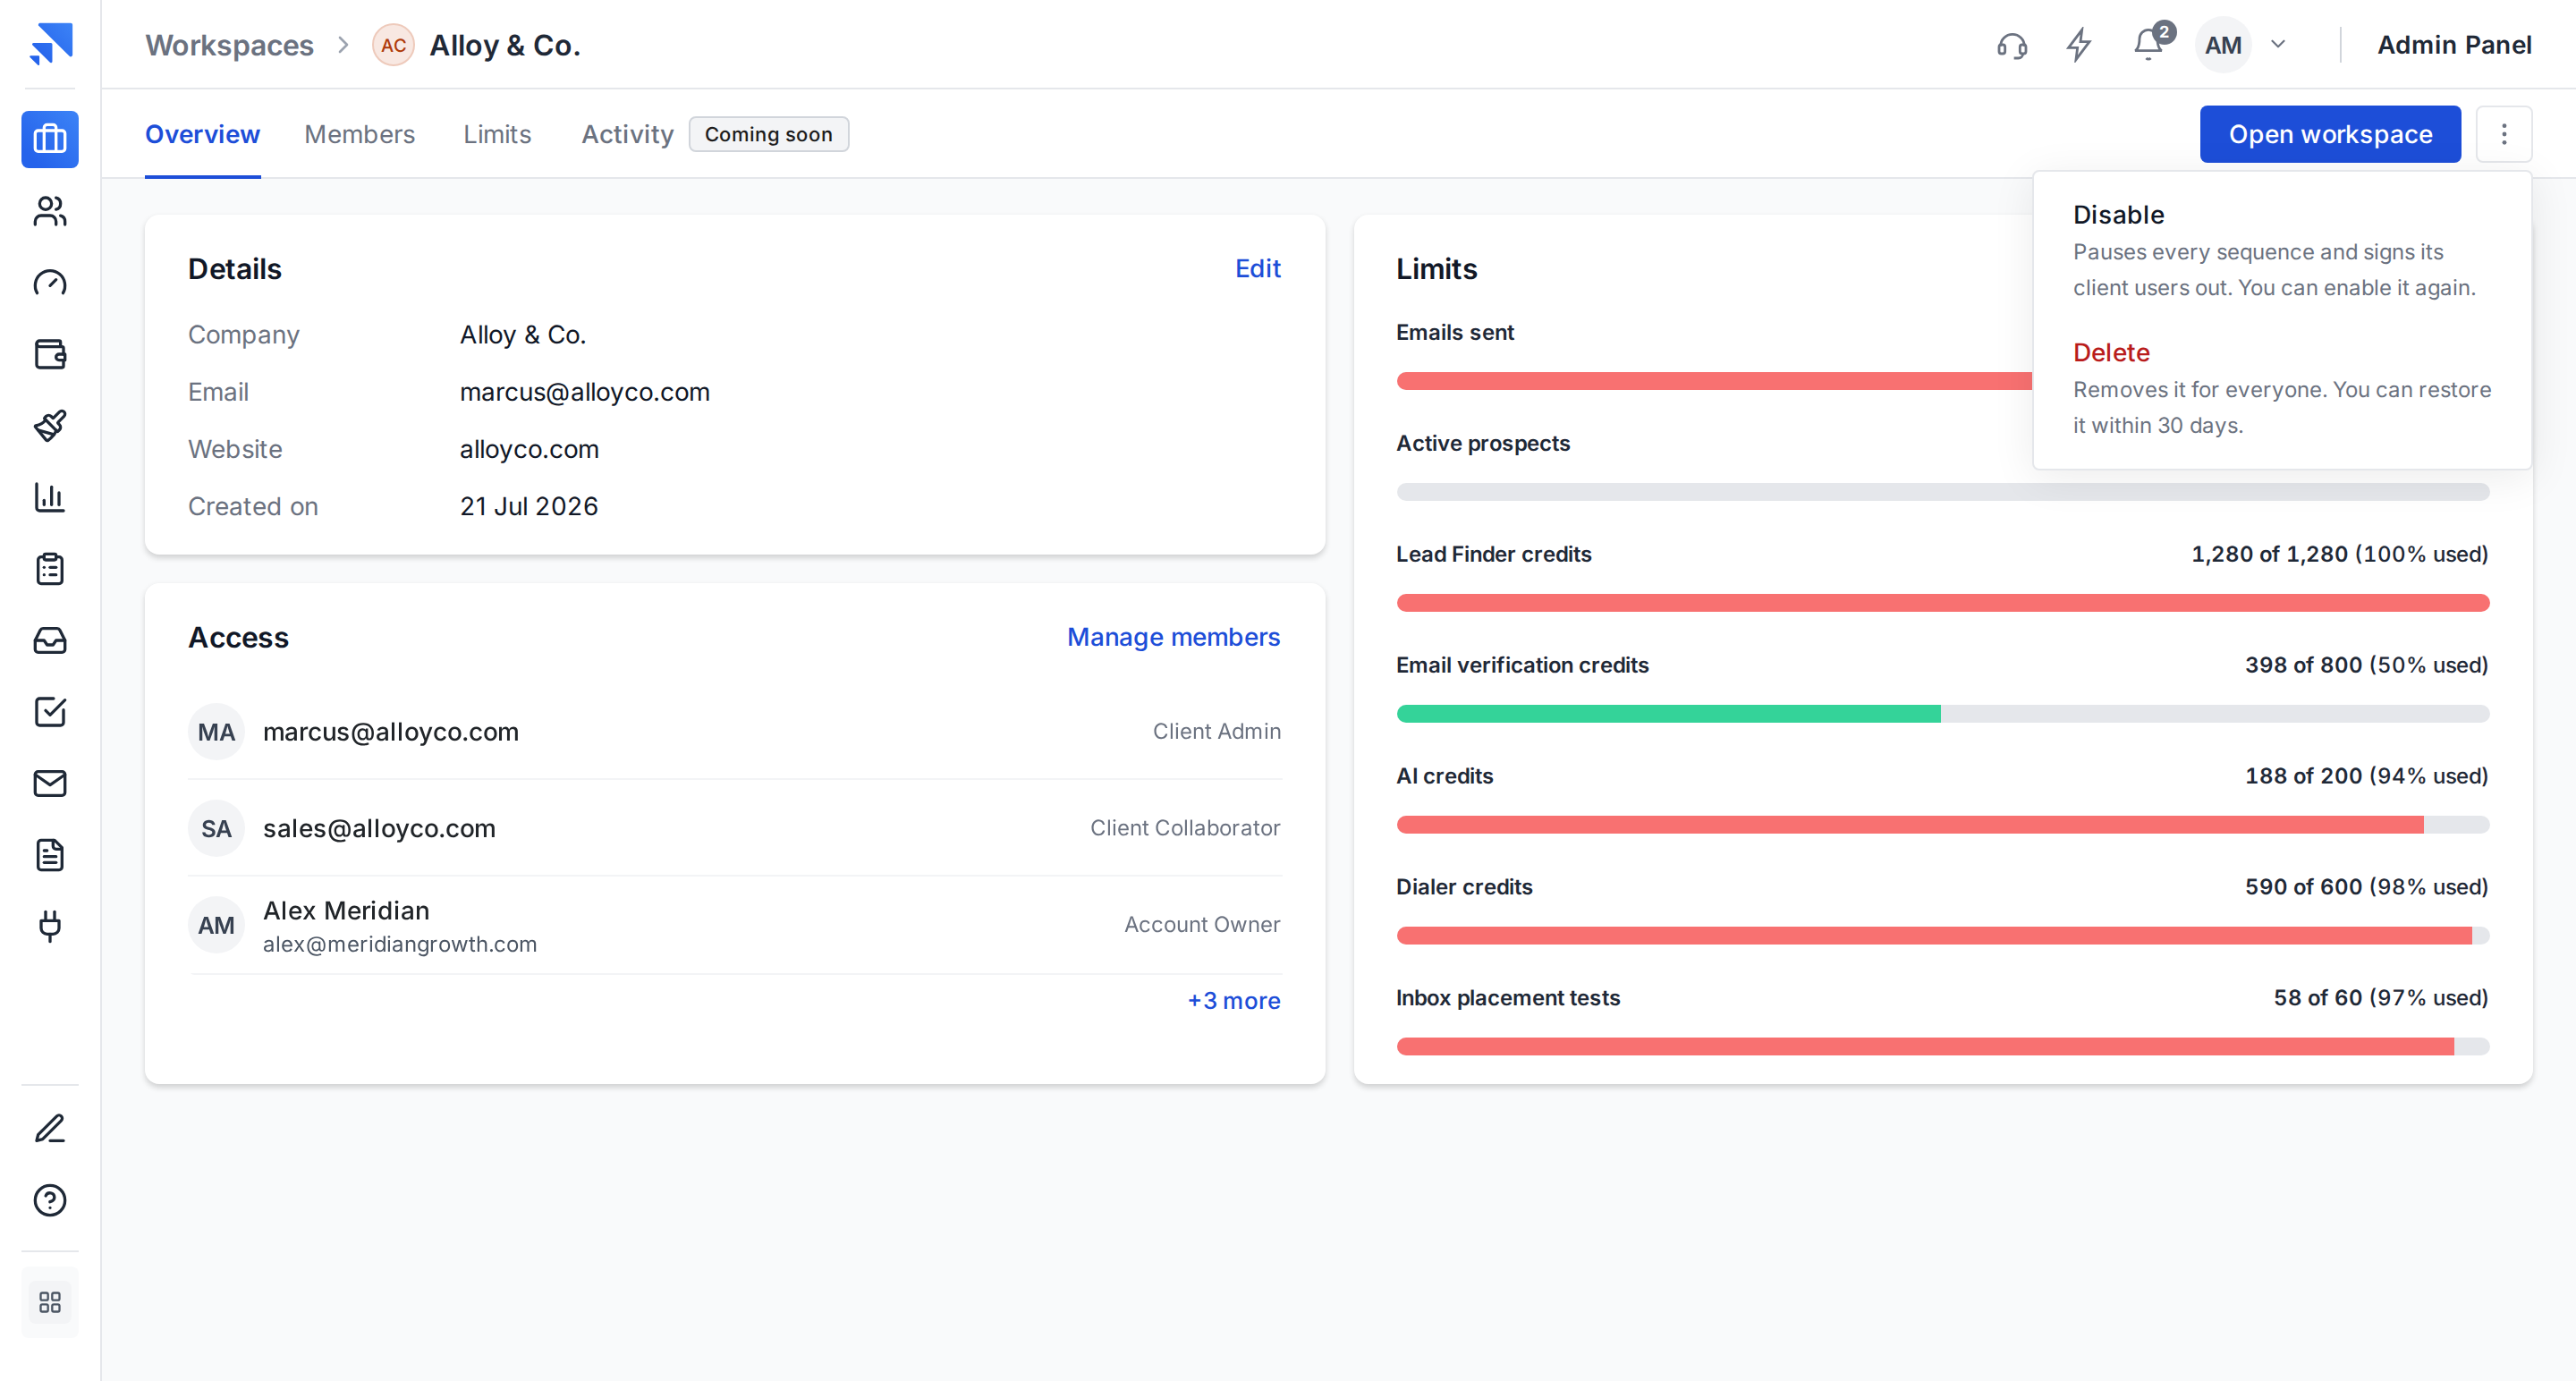 Workspaces
AC
Alloy & Co.
2
AM
Admin Panel
Overview
Members
Limits
Activity
Coming soon
Open workspace
Disable
Pauses every sequence and signs its
client users out. You can enable it again.
Delete
Removes it for everyone. You can restore
it within 30 days.
Details
Edit
Company
Alloy & Co.
Email
marcus@alloyco.com
Website
alloyco.com
Created on
21 Jul 2026
Access
Manage members
MA
marcus@alloyco.com
Client Admin
SA
sales@alloyco.com
Client Collaborator
AM
Alex Meridian
alex@meridiangrowth.com
Account Owner
+3 more
Limits
Emails sent
Active prospects
Lead Finder credits
1,280 of 1,280 (100% used)
Email verification credits
398 of 800 (50% used)
AI credits
188 of 200 (94% used)
Dialer credits
590 of 600 (98% used)
Inbox placement tests
58 of 60 (97% used)